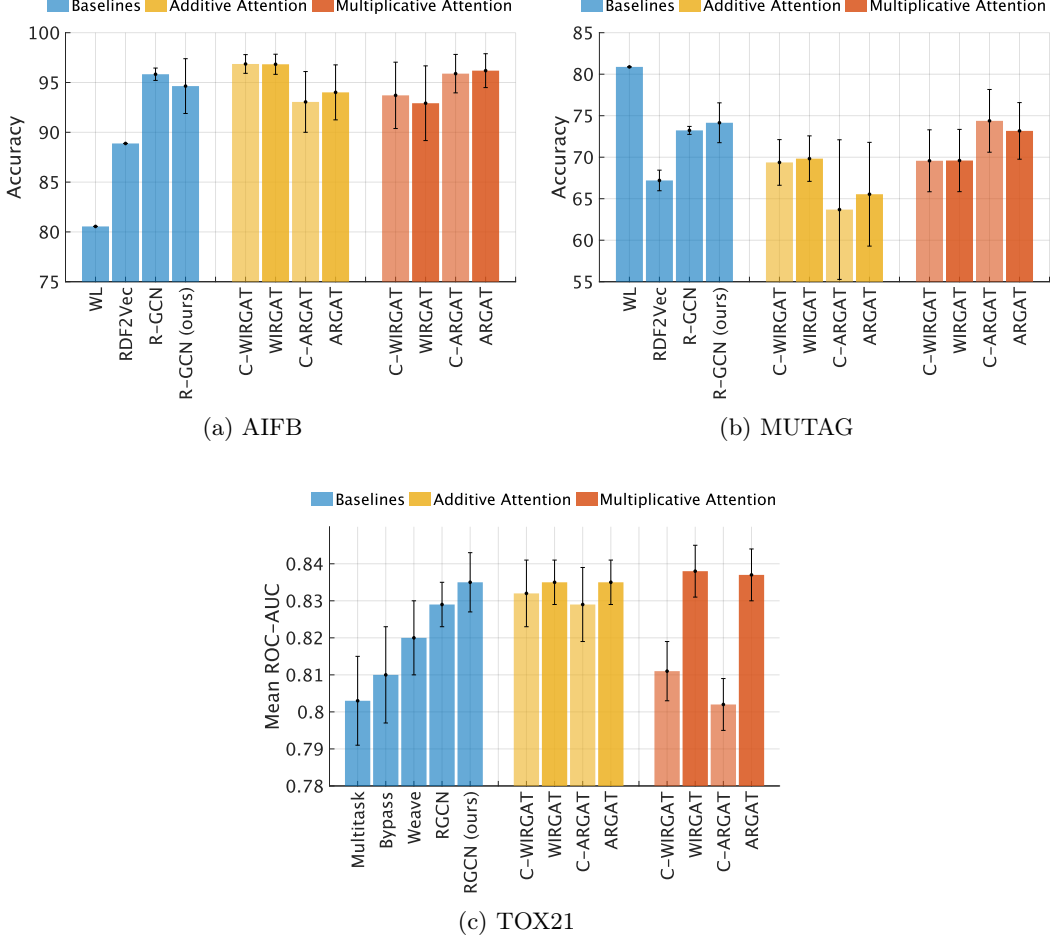 Baselines Additive Attention Multiplicative Attention
100
95
90
85
80
75
Accuracy
WL
RDF2Vec
R-GCN
R-GCN (ours)
C-WIRGAT
WIRGAT
C-ARGAT
ARGAT
C-WIRGAT
WIRGAT
C-ARGAT
ARGAT
(a) AIFB
Baselines Additive Attention Multiplicative Attention
85
80
75
70
65
60
55
Accuracy
WL
RDF2Vec
R-GCN
R-GCN (ours)
C-WIRGAT
WIRGAT
C-ARGAT
ARGAT
C-WIRGAT
WIRGAT
C-ARGAT
ARGAT
(b) MUTAG
Baselines Additive Attention Multiplicative Attention
0.84
0.83
0.82
0.81
0.8
0.79
0.78
Mean ROC-AUC
Multitask
Bypass
Weave
RGCN
RGCN (ours)
C-WIRGAT
WIRGAT
C-ARGAT
ARGAT
C-WIRGAT
WIRGAT
C-ARGAT
ARGAT
(c) TOX21